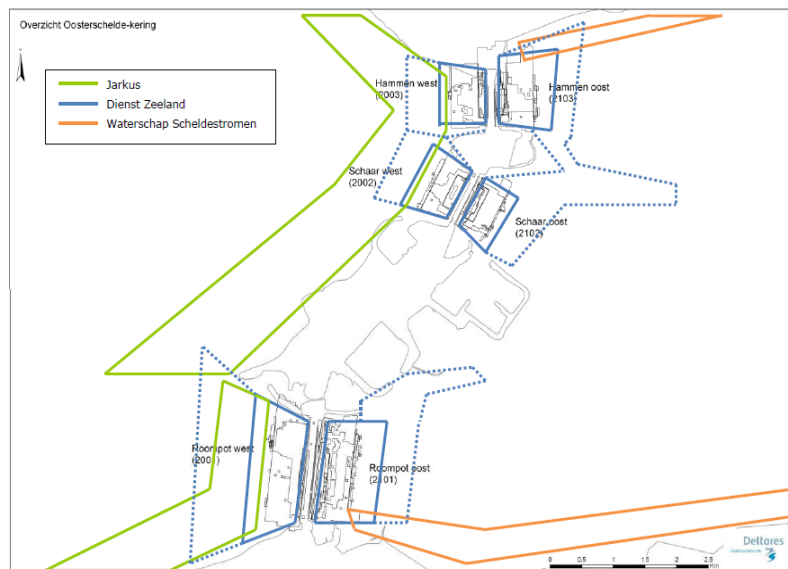 Overzicht Oosterschelde-kering
Jarkus
Dienst Zeeland
Waterschap Scheldestromen
Hammen west
(2003)
Hammen oost
(2103)
Schaar west
(2002)
Schaar oost
(2102)
Roompot west
(2001)
Roompot oost
(2101)
Deltares
0 0.5 1 1.5 2 2.5
Km